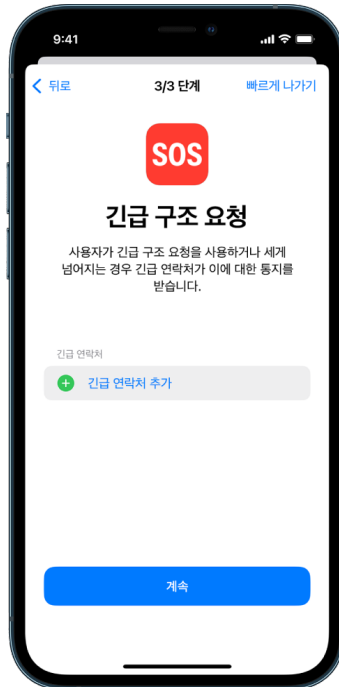 9:41
뒤로
3/3 단계
빠르게 나가기
SOS
긴급 구조 요청
사용자가 긴급 구조 요청을 사용하거나 세게
넘어지는 경우 긴급 연락처가 이에 대한 통지를
받습니다.
긴급 연락처
긴급 연락처 추가
계속